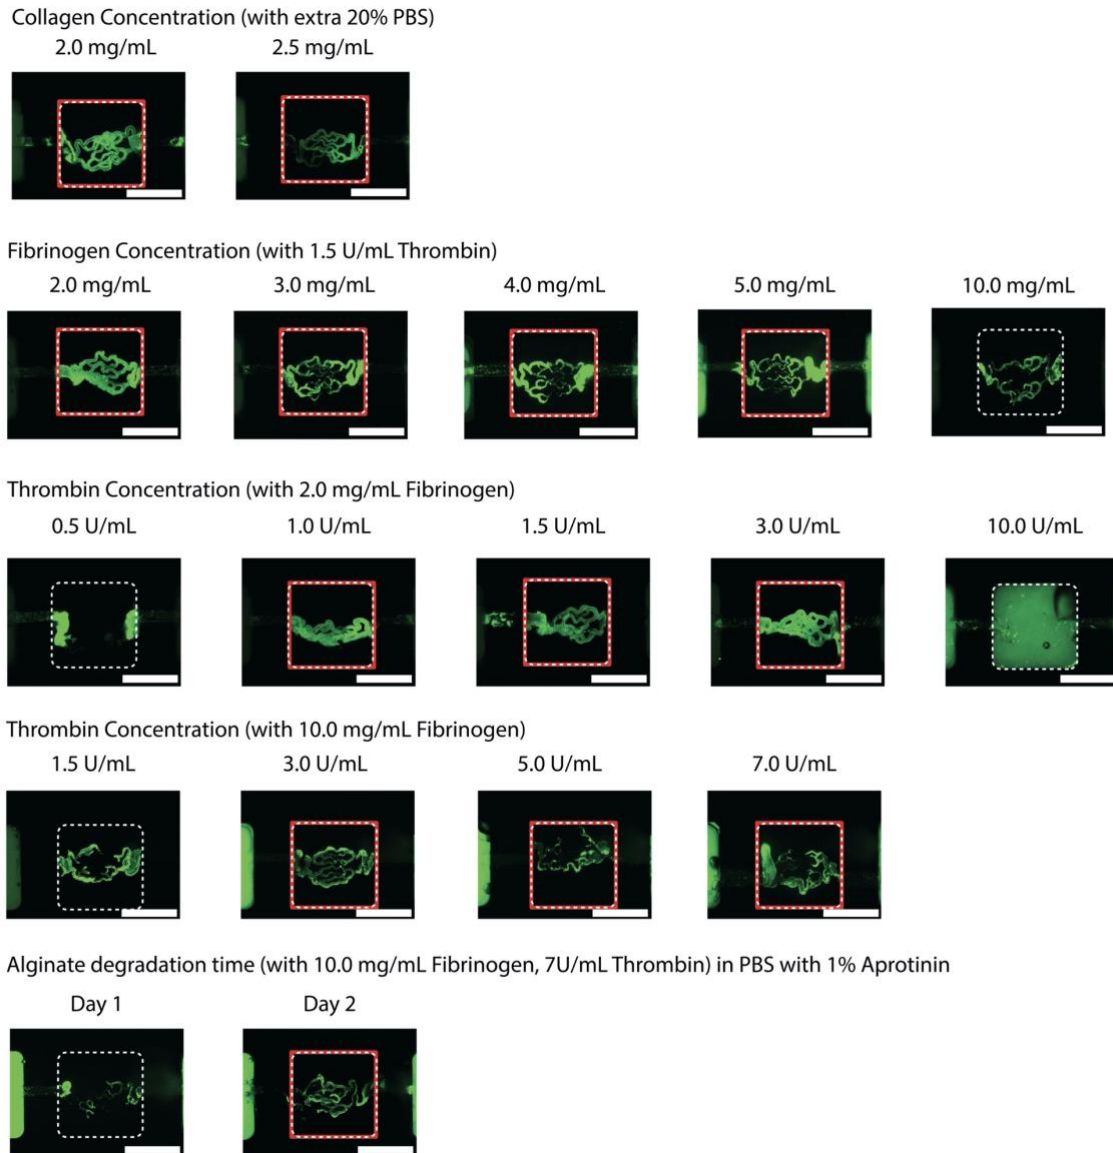 Collagen Concentration (with extra 20% PBS)
2.0 mg/mL 2.5 mg/mL
Fibrinogen Concentration (with 1.5 U/mL Thrombin)
2.0 mg/mL 3.0 mg/mL 4.0 mg/mL 5.0 mg/mL 10.0 mg/mL
Thrombin Concentration (with 2.0 mg/mL Fibrinogen)
0.5 U/mL 1.0 U/mL 1.5 U/mL 3.0 U/mL 10.0 U/mL
Thrombin Concentration (with 10.0 mg/mL Fibrinogen)
1.5 U/mL 3.0 U/mL 5.0 U/mL 7.0 U/mL
Alginate degradation time (with 10.0 mg/mL Fibrinogen, 7U/mL Thrombin) in PBS with 1% Aprotinin
Day 1 Day 2